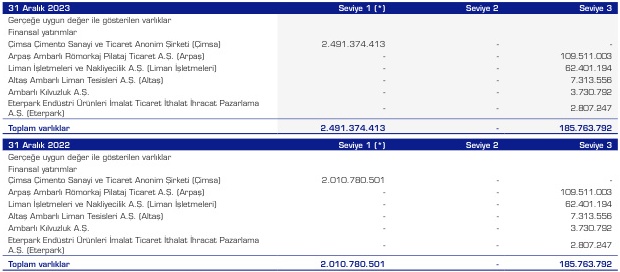 31 Aralık 2023 Seviye 1 (*) Seviye 2 Seviye 3
Gerçeğe uygun değer ile gösterilen varlıklar
Finansal yatırımlar
Çimsa Çimento Sanayi ve Ticaret Anonim Şirketi (Çimsa) 2.491.374.413 - -
Arpaş Ambarlı Römorkaj Pilataj Ticaret A.Ş. (Arpaş) - - 109.511.003
Liman İşletmeleri ve Nakliyecilik A.Ş. (Liman İşletmeleri) - - 62.401.194
Altaş Ambarlı Liman Tesisleri A.Ş. (Altaş) - - 7.313.556
Ambarlı Kılvuzluk A.Ş. - - 3.730.792
Eterpark Endüstri Ürünleri İmalat Ticaret İthalat İhracat Pazarlama
A.Ş. (Eterpark) - - 2.807.247
Toplam varlıklar 2.491.374.413 - 185.763.792
31 Aralık 2022 Seviye 1 (*) Seviye 2 Seviye 3
Gerçeğe uygun değer ile gösterilen varlıklar
Finansal yatırımlar
Çimsa Çimento Sanayi ve Ticaret Anonim Şirketi (Çimsa) 2.010.780.501 - -
Arpaş Ambarlı Römorkaj Pilataj Ticaret A.Ş. (Arpaş) - - 109.511.003
Liman İşletmeleri ve Nakliyecilik A.Ş. (Liman İşletmeleri) - - 62.401.194
Altaş Ambarlı Liman Tesisleri A.Ş. (Altaş) - - 7.313.556
Ambarlı Kılvuzluk A.Ş. - - 3.730.792
Eterpark Endüstri Ürünleri İmalat Ticaret İthalat İhracat Pazarlama
A.Ş. (Eterpark) - - 2.807.247
Toplam varlıklar 2.010.780.501 - 185.763.792